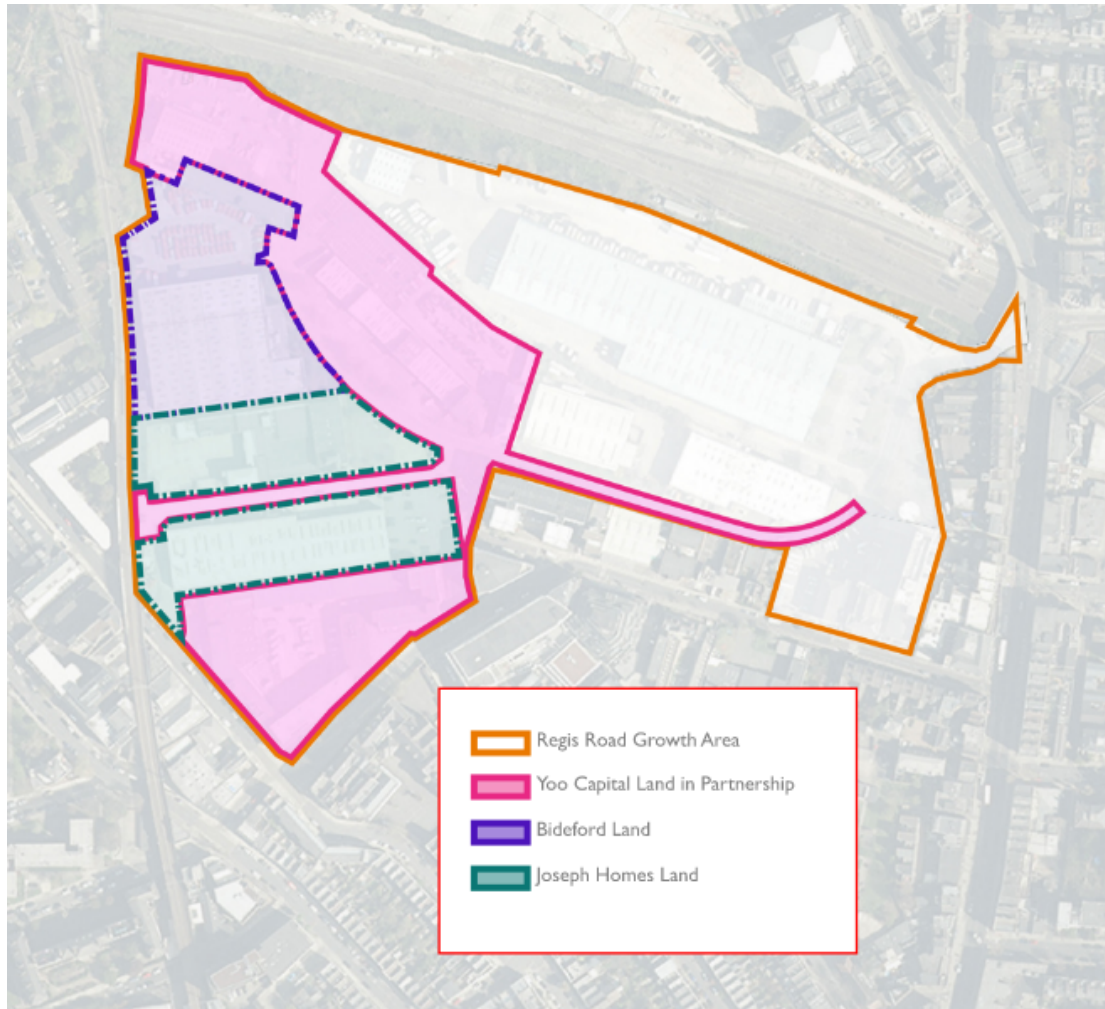 Regis Road Growth Area
Yoo Capital Land in Partnership
Bideford Land
Joseph Homes Land